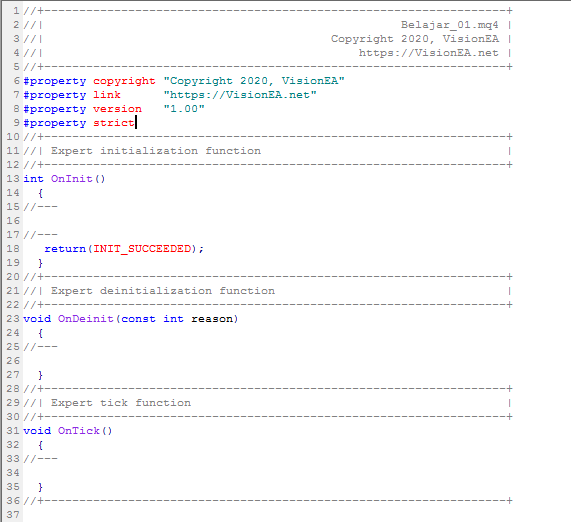 1 //+------------------------------------------------------------------+
2 //| Belajar_01.mq4 |
3 //| Copyright 2020, VisionEA |
4 //| https://VisionEA.net |
5 //+------------------------------------------------------------------+
6 #property copyright "Copyright 2020, VisionEA"
7 #property link      "https://VisionEA.net"
8 #property version   "1.00"
9 #property strict
10 //+------------------------------------------------------------------+
11 //| Expert initialization function                                   |
12 //+------------------------------------------------------------------+
13 int OnInit()
14   {
15 //---
16
17 //---
18    return(INIT_SUCCEEDED);
19   }
20 //+------------------------------------------------------------------+
21 //| Expert deinitialization function                                 |
22 //+------------------------------------------------------------------+
23 void OnDeinit(const int reason)
24   {
25 //---
26
27   }
28 //+------------------------------------------------------------------+
29 //| Expert tick function                                             |
30 //+------------------------------------------------------------------+
31 void OnTick()
32   {
33 //---
34
35   }
36 //+------------------------------------------------------------------+
37